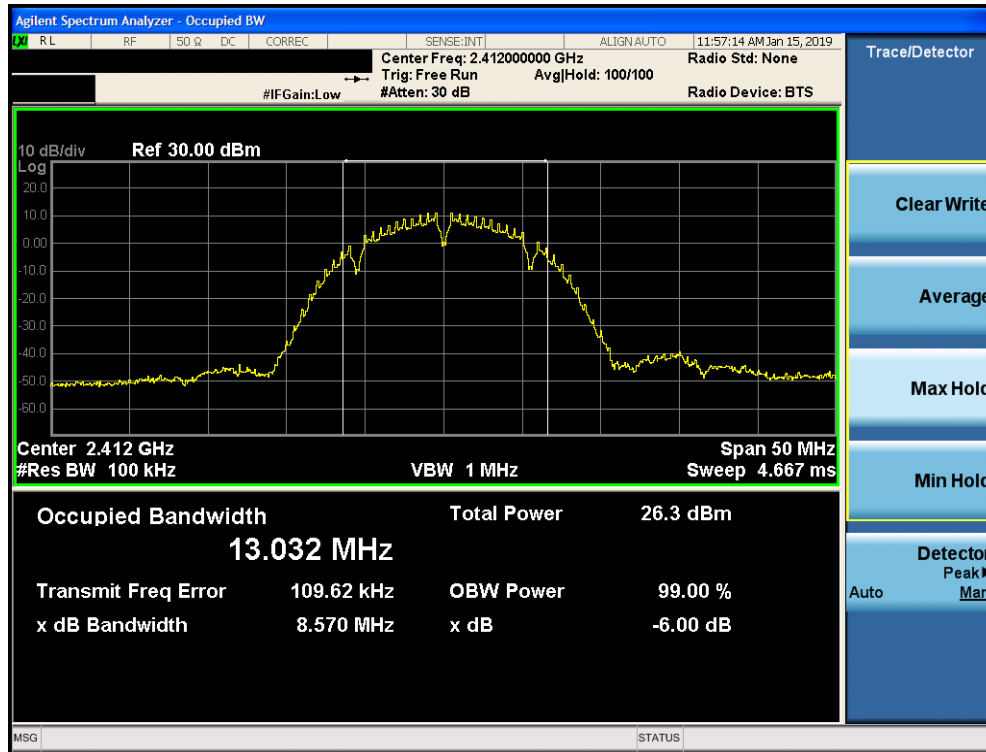 Agilent Spectrum Analyzer - Occupied BW
LXI RL RF 50 Ω DC CORREC SENSE:INT ALIGN AUTO 11:57:14 AM Jan 15, 2019
Center Freq: 2.412000000 GHz Radio Std: None
Trig: Free Run Avg|Hold: 100/100
#IFGain:Low #Atten: 30 dB Radio Device: BTS
Trace/Detector
10 dB/div Ref 30.00 dBm
Log
20.0
10.0
0.00
-10.0
-20.0
-30.0
-40.0
-50.0
-60.0
Center 2.412 GHz Span 50 MHz
#Res BW 100 kHz VBW 1 MHz Sweep 4.667 ms
Occupied Bandwidth Total Power 26.3 dBm
13.032 MHz
Transmit Freq Error 109.62 kHz OBW Power 99.00 %
x dB Bandwidth 8.570 MHz x dB -6.00 dB
Clear Write
Average
Max Hold
Min Hold
Detector
Peak
Auto Man
MSG STATUS